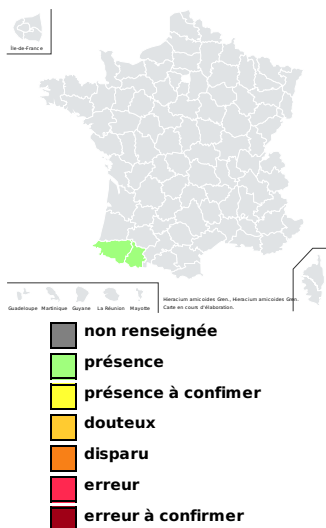 Île-de-France
Guadeloupe Martinique Guyane La Réunion Mayotte
Hieracium amicoides Gren., Hieracium amicoides Gren.
Carte en cours d'élaboration.
non renseignée
présence
présence à confimer
douteux
disparu
erreur
erreur à confirmer